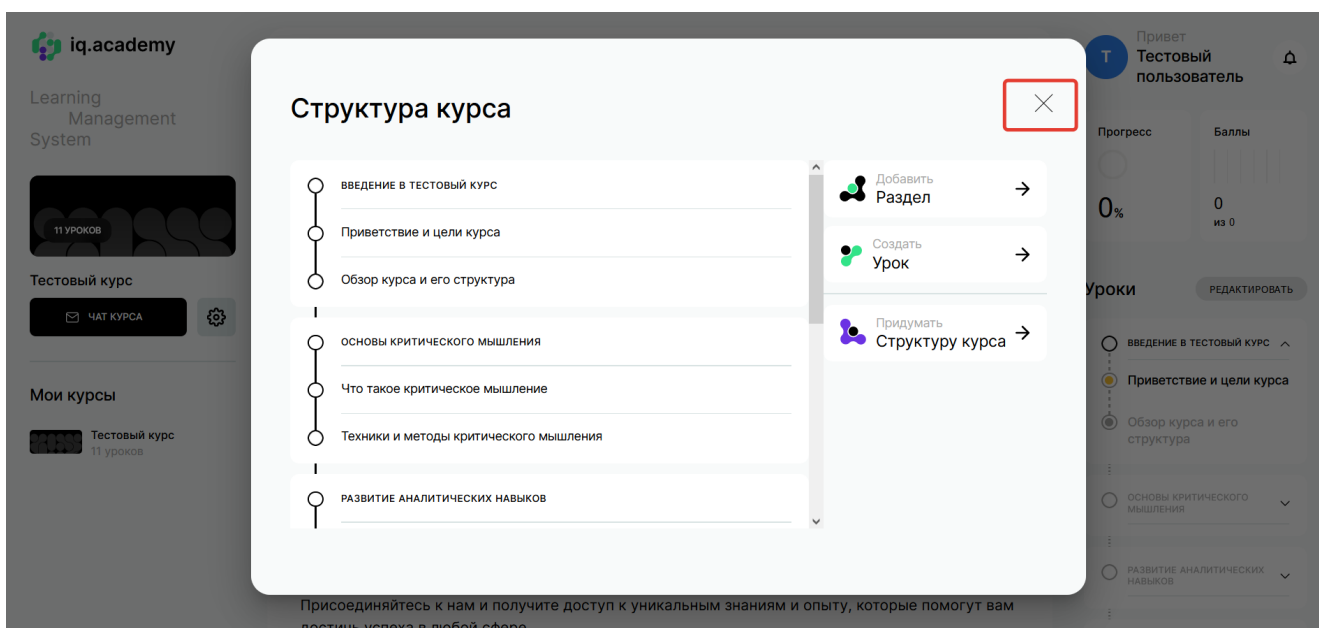 iq.academy
Learning
Management
System
11 УРОКОВ
Тестовый курс
ЧАТ КУРСА
Мои курсы
Тестовый курс
11 уроков
Структура курса
ВВЕДЕНИЕ В ТЕСТОВЫЙ КУРС
Приветствие и цели курса
Обзор курса и его структура
ОСНОВЫ КРИТИЧЕСКОГО МЫШЛЕНИЯ
Что такое критическое мышление
Техники и методы критического мышления
РАЗВИТИЕ АНАЛИТИЧЕСКИХ НАВЫКОВ
Добавить
Раздел
Создать
Урок
Придумать
Структуру курса
Присоединяйтесь к нам и получите доступ к уникальным знаниям и опыту, которые помогут вам
достичь успеха в любой сфере
Т
Привет
Тестовый
пользователь
Прогресс
0%
Баллы
0
из 0
Уроки
РЕДАКТИРОВАТЬ
ВВЕДЕНИЕ В ТЕСТОВЫЙ КУРС
Приветствие и цели курса
Обзор курса и его
структура
ОСНОВЫ КРИТИЧЕСКОГО
МЫШЛЕНИЯ
РАЗВИТИЕ АНАЛИТИЧЕСКИХ
НАВЫКОВ